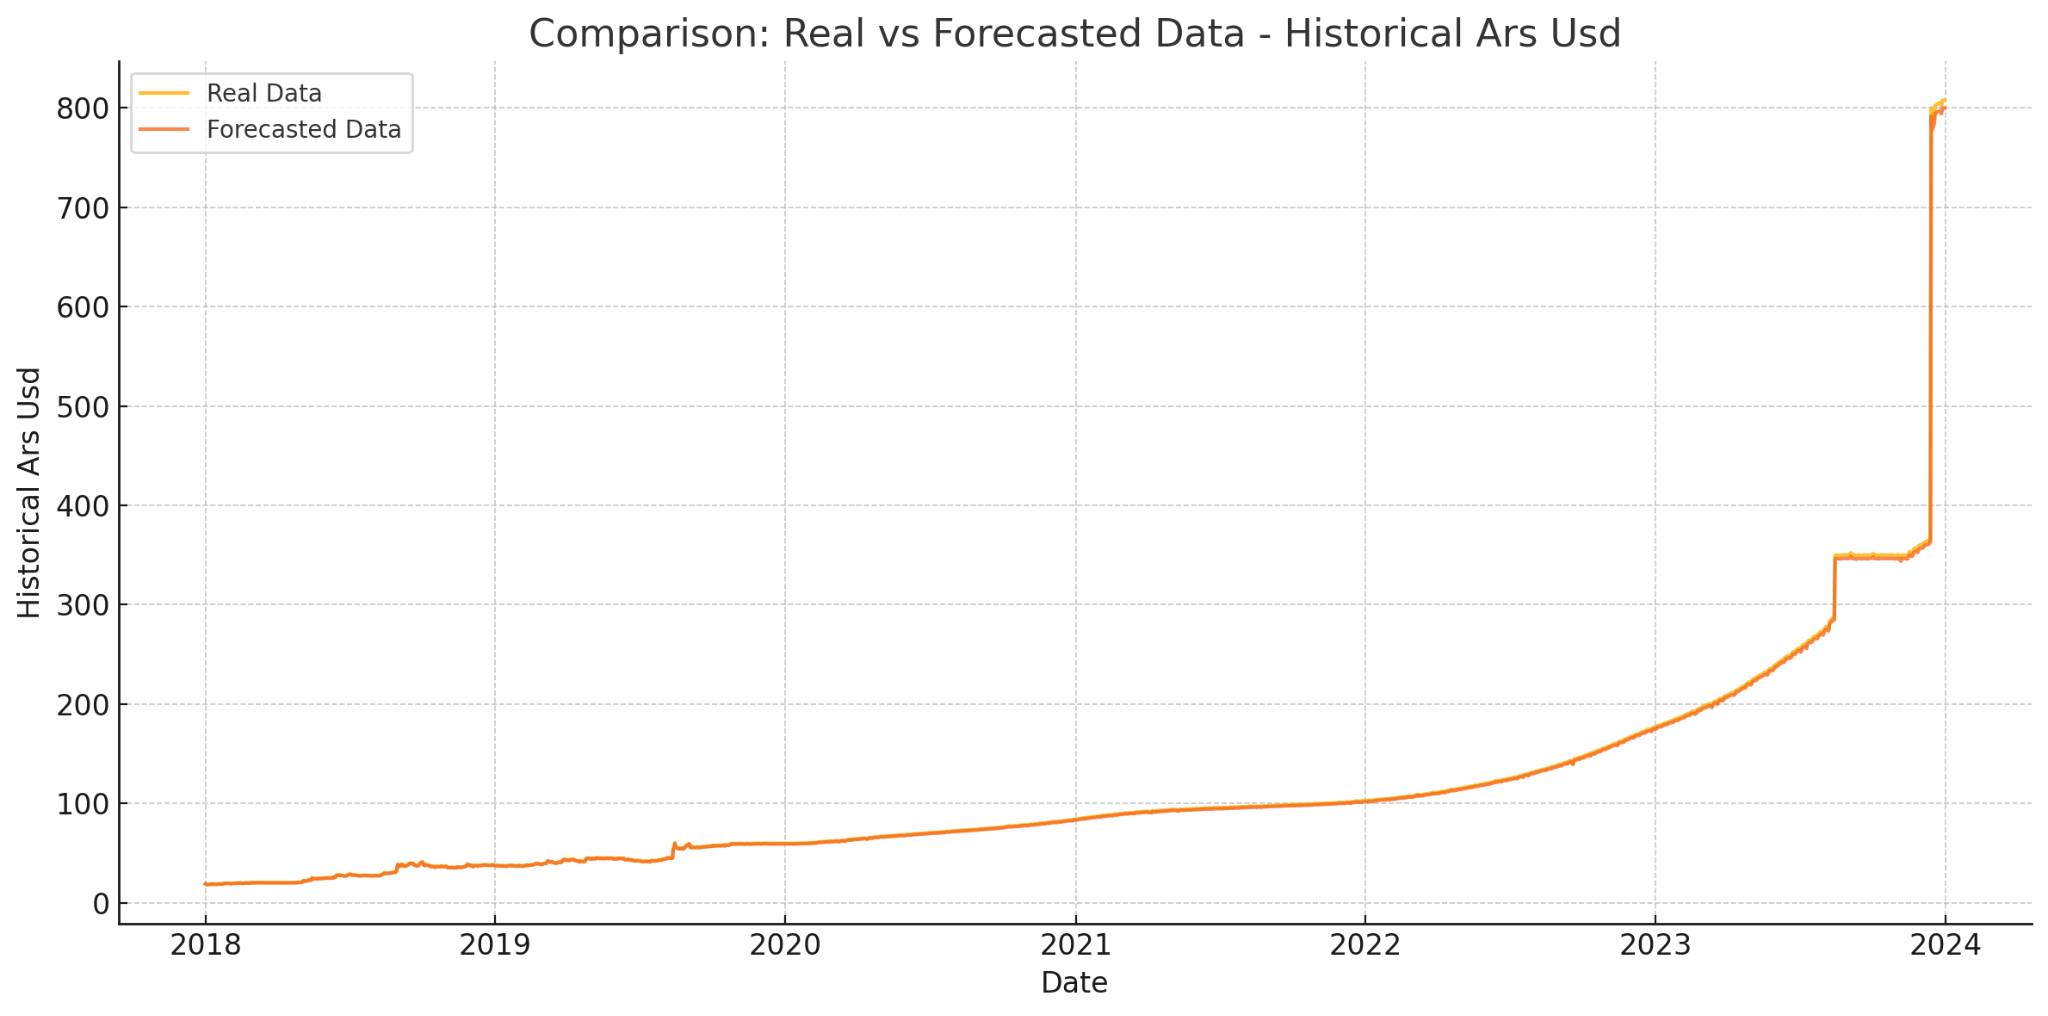 Comparison: Real vs Forecasted Data - Historical Ars Usd
Real Data
Forecasted Data
Historical Ars Usd
800
700
600
500
400
300
200
100
0
2018 2019 2020 2021 2022 2023 2024
Date